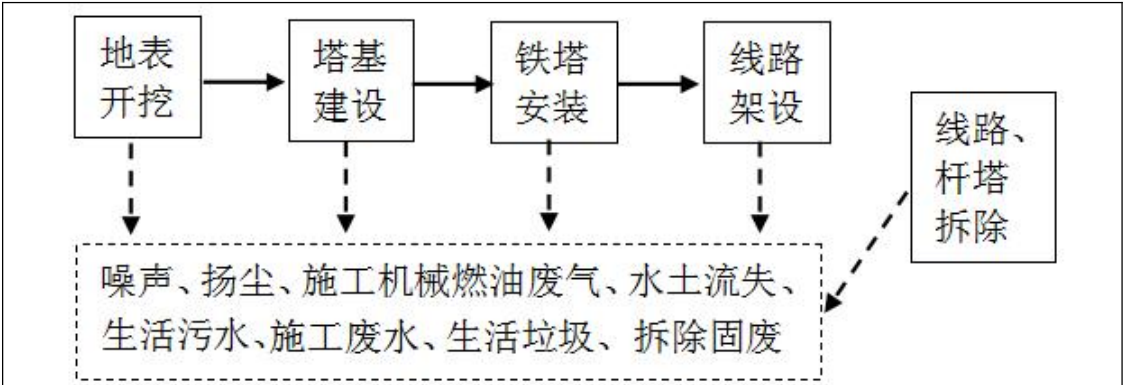 地表
开挖
塔基
建设
铁塔
安装
线路
架设
线路、
杆塔
拆除
噪声、扬尘、施工机械燃油废气、水土流失、
生活污水、施工废水、生活垃圾、拆除固废